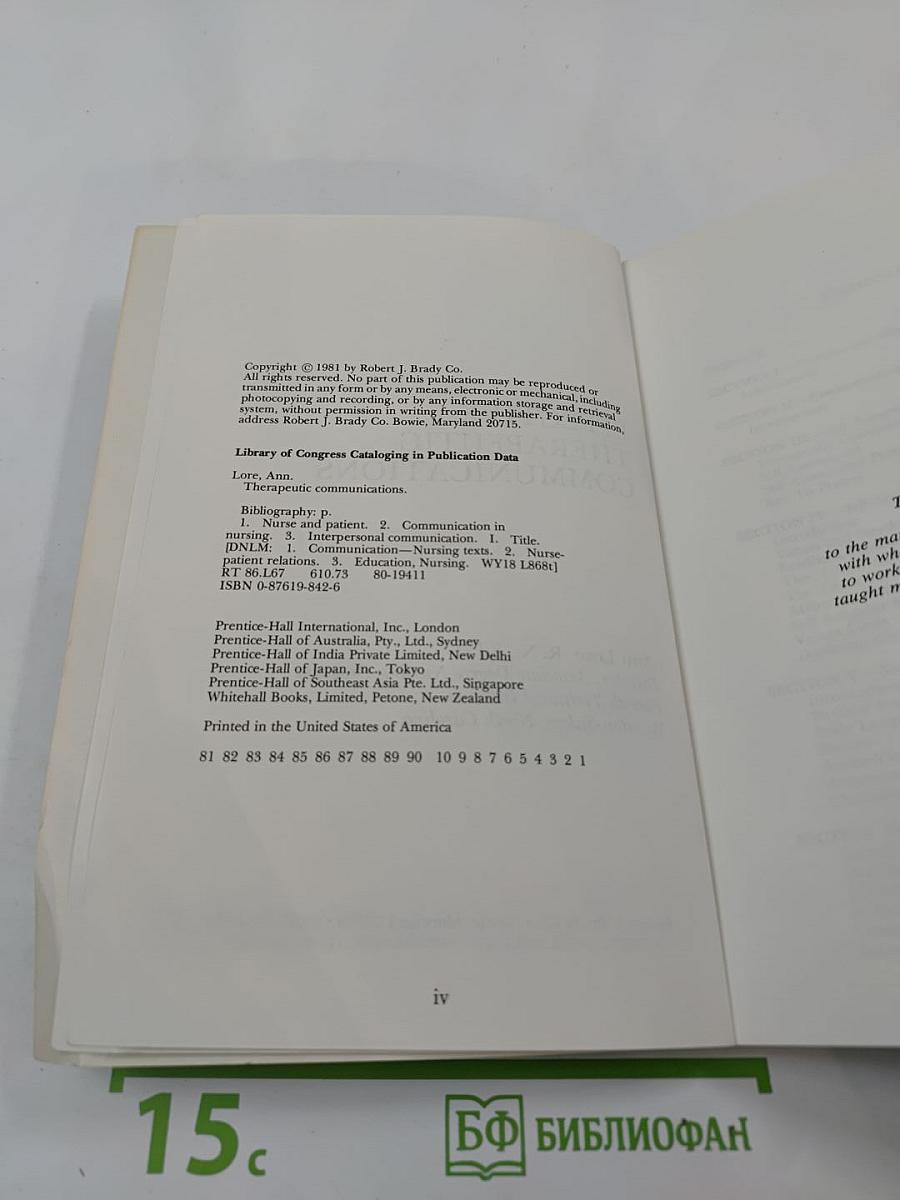 Copyright © 1981 by Robert J. Brady Co.
All rights reserved. No part of this publication may be reproduced or
transmitted in any form or by any means, electronic or mechanical, including
photocopying and recording, or by any information storage and retrieval
system, without permission in writing from the publisher. For information,
address Robert J. Brady Co. Bowie, Maryland 20715.
Library of Congress Cataloging in Publication Data
Lore, Ann.
Therapeutic communications.
Bibliography: p.
1. Nurse and patient. 2. Communication in
nursing. 3. Interpersonal communication. I. Title.
[DNLM: 1. Communication—Nursing texts. 2. Nurse-
patient relations. 3. Education, Nursing. WY18 L868t]
RT 86.L67 610.73 80-19411
ISBN 0-87619-842-6
Prentice-Hall International, Inc., London
Prentice-Hall of Australia, Pty., Ltd., Sydney
Prentice-Hall of India Private Limited, New Delhi
Prentice-Hall of Japan, Inc., Tokyo
Prentice-Hall of Southeast Asia Pte. Ltd., Singapore
Whitehall Books, Limited, Petone, New Zealand
Printed in the United States of America
81 82 83 84 85 86 87 88 89 90 10 9 8 7 6 5 4 3 2 1
iv
to the
with
to work
taught
15 с
БФ БИБЛИОФАН